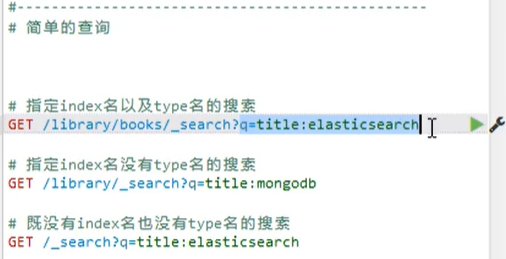 #--------------------------------------------------
# 简单的查询
# 指定index名以及type名的搜索
GET /library/books/_search?q=title:elasticsearch
# 指定index名没有type名的搜索
GET /library/_search?q=title:mongodb
# 既没有index名也没有type名的搜索
GET /_search?q=title:elasticsearch